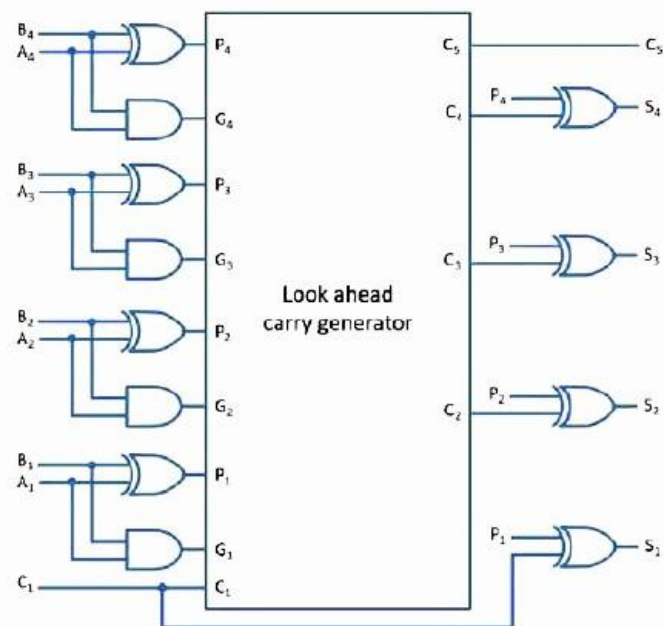 B₄
A₄
P₄
G₄
B₃
A₃
P₃
G₃
B₂
A₂
P₂
G₂
B₁
A₁
P₁
G₁
C₁
C₁
Look ahead
carry generator
C₅
C₅
P₄
C₄
S₄
P₃
C₃
S₃
P₂
C₂
S₂
P₁
S₁